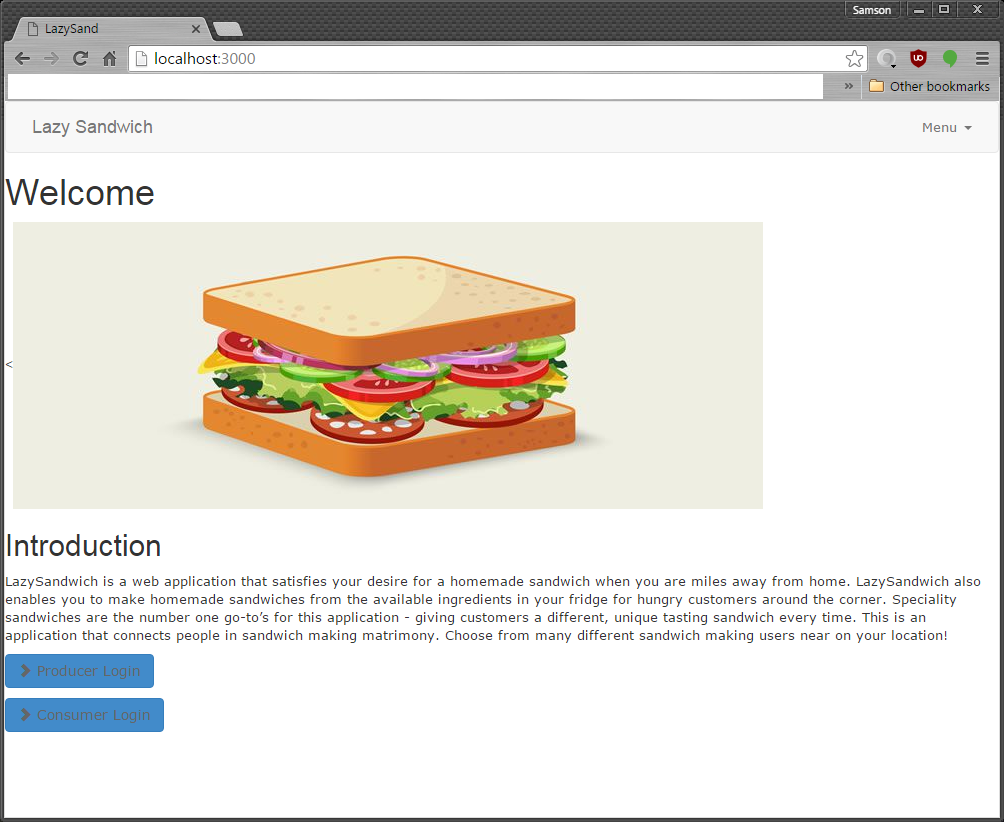 Samson
LazySand
localhost:3000
» Other bookmarks
Lazy Sandwich Menu
Welcome
<
Introduction
LazySandwich is a web application that satisfies your desire for a homemade sandwich when you are miles away from home. LazySandwich also
enables you to make homemade sandwiches from the available ingredients in your fridge for hungry customers around the corner. Speciality
sandwiches are the number one go-to’s for this application - giving customers a different, unique tasting sandwich every time. This is an
application that connects people in sandwich making matrimony. Choose from many different sandwich making users near on your location!
Producer Login
Consumer Login